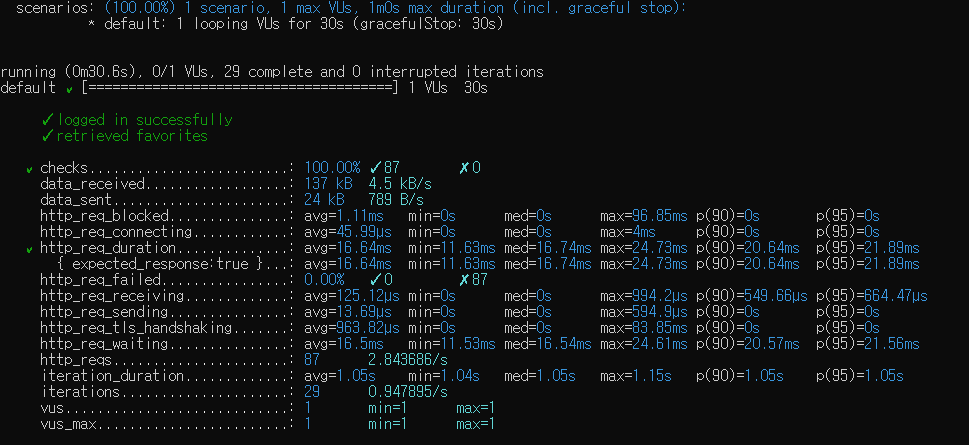 scenarios: (100.00%) 1 scenario, 1 max VUs, 1m0s max duration (incl. graceful stop):
* default: 1 looping VUs for 30s (gracefulStop: 30s)
running (0m30.6s), 0/1 VUs, 29 complete and 0 interrupted iterations
default ✓ [======================================] 1 VUs  30s
✓ logged in successfully
✓ retrieved favorites
✓ checks.........................: 100.00% ✓ 87 ✗ 0
data_received..................: 137 kB 4.5 kB/s
data_sent......................: 24 kB 789 B/s
http_req_blocked...............: avg=1.11ms min=0s med=0s max=96.85ms p(90)=0s p(95)=0s
http_req_connecting............: avg=45.99µs min=0s med=0s max=4ms p(90)=0s p(95)=0s
✓ http_req_duration..............: avg=16.64ms min=11.63ms med=16.74ms max=24.73ms p(90)=20.64ms p(95)=21.89ms
{ expected_response:true }...: avg=16.64ms min=11.63ms med=16.74ms max=24.73ms p(90)=20.64ms p(95)=21.89ms
http_req_failed................: 0.00% ✓ 0 ✗ 87
http_req_receiving.............: avg=125.12µs min=0s med=0s max=994.2µs p(90)=549.66µs p(95)=664.47µs
http_req_sending...............: avg=13.69µs min=0s med=0s max=594.9µs p(90)=0s p(95)=0s
http_req_tls_handshaking.......: avg=963.82µs min=0s med=0s max=83.85ms p(90)=0s p(95)=0s
http_req_waiting...............: avg=16.5ms min=11.53ms med=16.54ms max=24.61ms p(90)=20.57ms p(95)=21.56ms
http_reqs......................: 87 2.843686/s
iteration_duration.............: avg=1.05s min=1.04s med=1.05s max=1.15s p(90)=1.05s p(95)=1.05s
iterations.....................: 29 0.947895/s
vus............................: 1 min=1 max=1
vus_max........................: 1 min=1 max=1